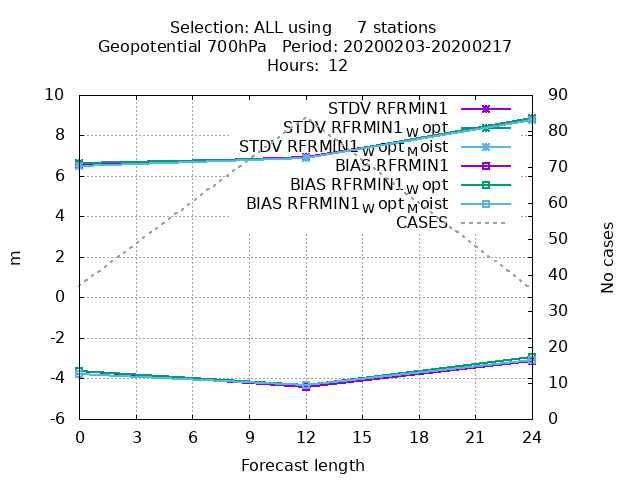 Selection: ALL using 7 stations
Geopotential 700hPa Period: 20200203-20200217
Hours: 12
STDV RFRMIN1
STDV RFRMIN1_W opt
STDV RFRMIN1_W opt_M oist
BIAS RFRMIN1
BIAS RFRMIN1_W opt
BIAS RFRMIN1_W opt_M oist
CASES
10
8
6
4
2
0
-2
-4
-6
m
90
80
70
60
50
40
30
20
10
0
No cases
0 3 6 9 12 15 18 21 24
Forecast length